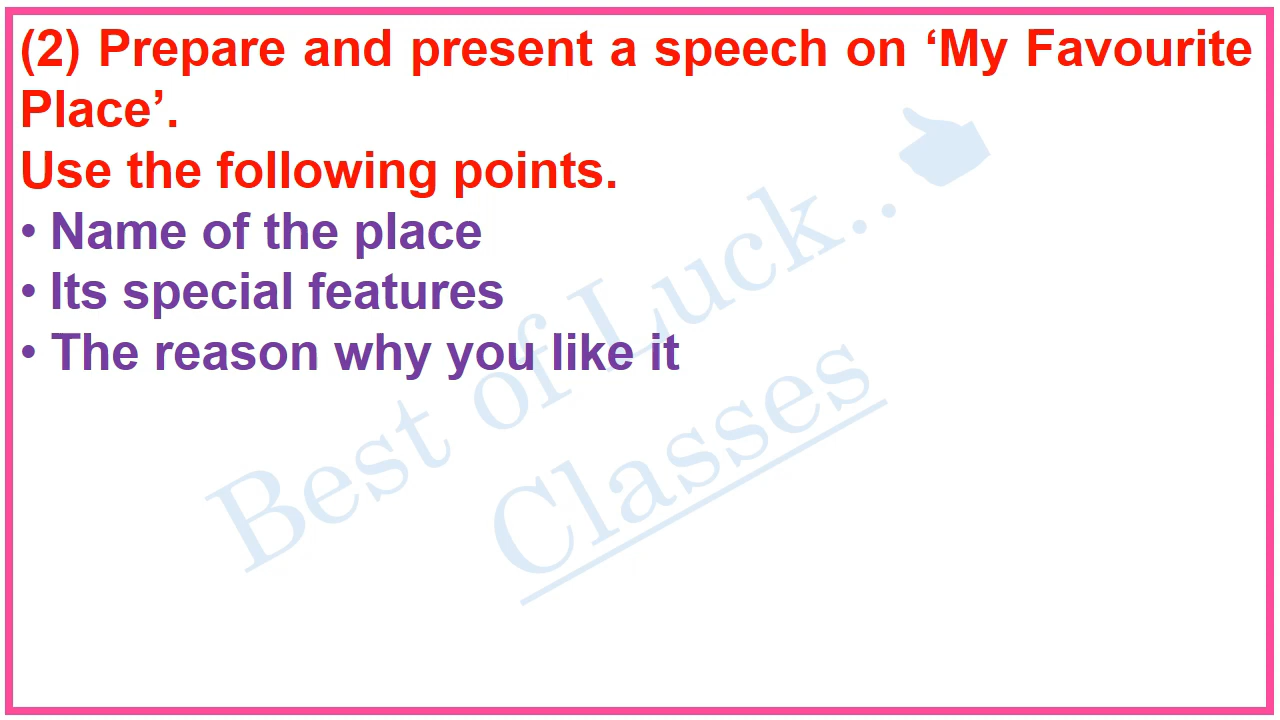 (2) Prepare and present a speech on ‘My Favourite
Place’.
Use the following points.
• Name of the place
• Its special features
• The reason why you like it
Best of Luck..
Classes